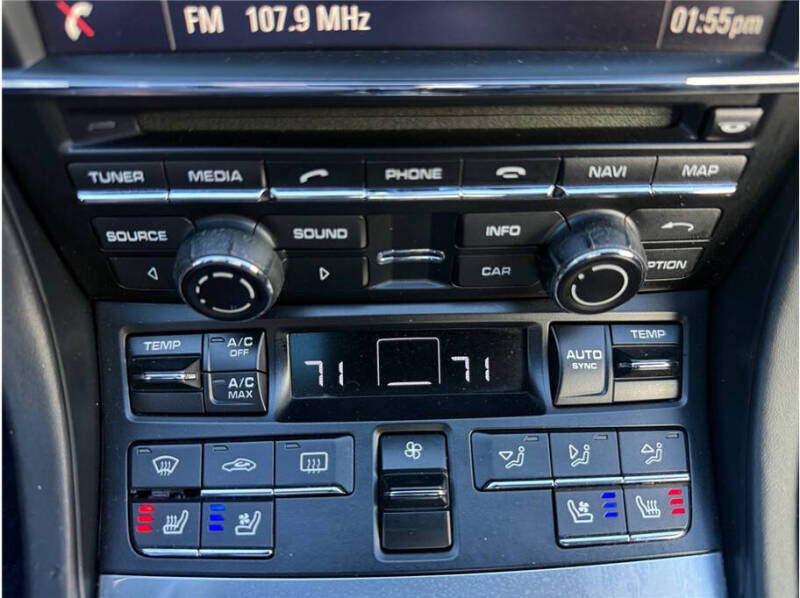 FM 107.9 MHz 01:55pm
TUNER MEDIA PHONE NAVI MAP
SOURCE SOUND INFO
CAR PTION
TEMP A/C OFF AUTO SYNC TEMP
71 71
A/C MAX